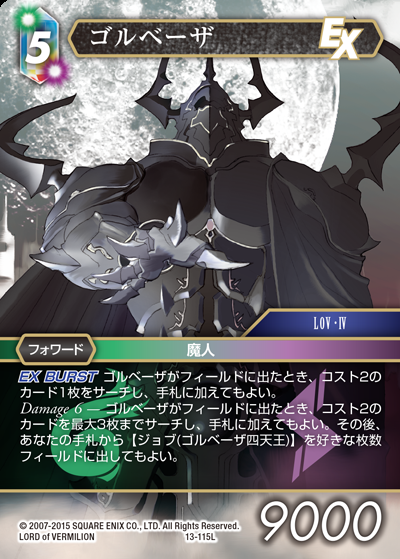 5
ゴルベーザ
EX
LOV・Ⅳ
フォワード
魔人
EX BURST ゴルベーザがフィールドに出たとき、コスト2の
カード1枚をサーチし、手札に加えてもよい。
Damage 6 ― ゴルベーザがフィールドに出たとき、コスト2の
カードを最大3枚までサーチし、手札に加えてもよい。その後、
あなたの手札から【ジョブ(ゴルベーザ四天王)】を好きな枚数
フィールドに出してもよい。
© 2007-2015 SQUARE ENIX CO., LTD. All Rights Reserved.
LORD of VERMILION
13-115L
9000